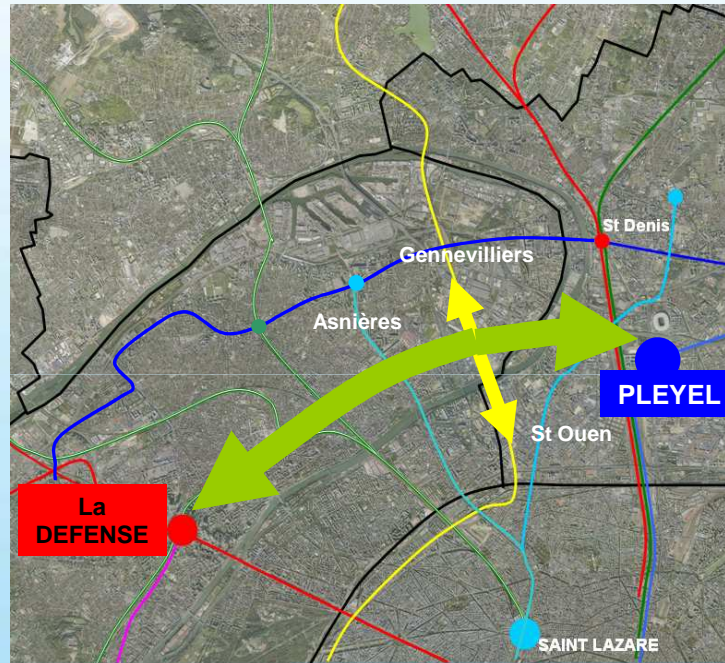 St Denis
Gennevilliers
Asnières
PLEYEL
St Ouen
La
DEFENSE
SAINT LAZARE